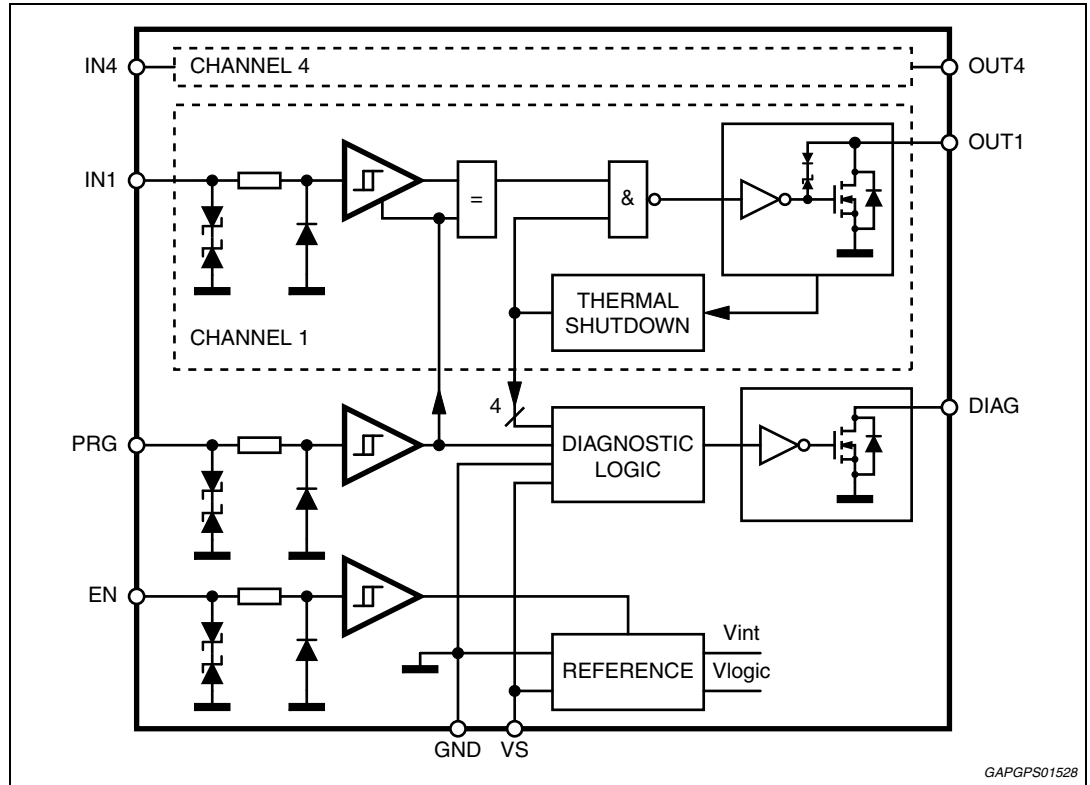 IN4
CHANNEL 4
OUT4
OUT1
IN1
=
&
THERMAL
SHUTDOWN
CHANNEL 1
4
DIAG
PRG
DIAGNOSTIC
LOGIC
EN
Vint
REFERENCE
Vlogic
GND
VS
GAPGPS01528